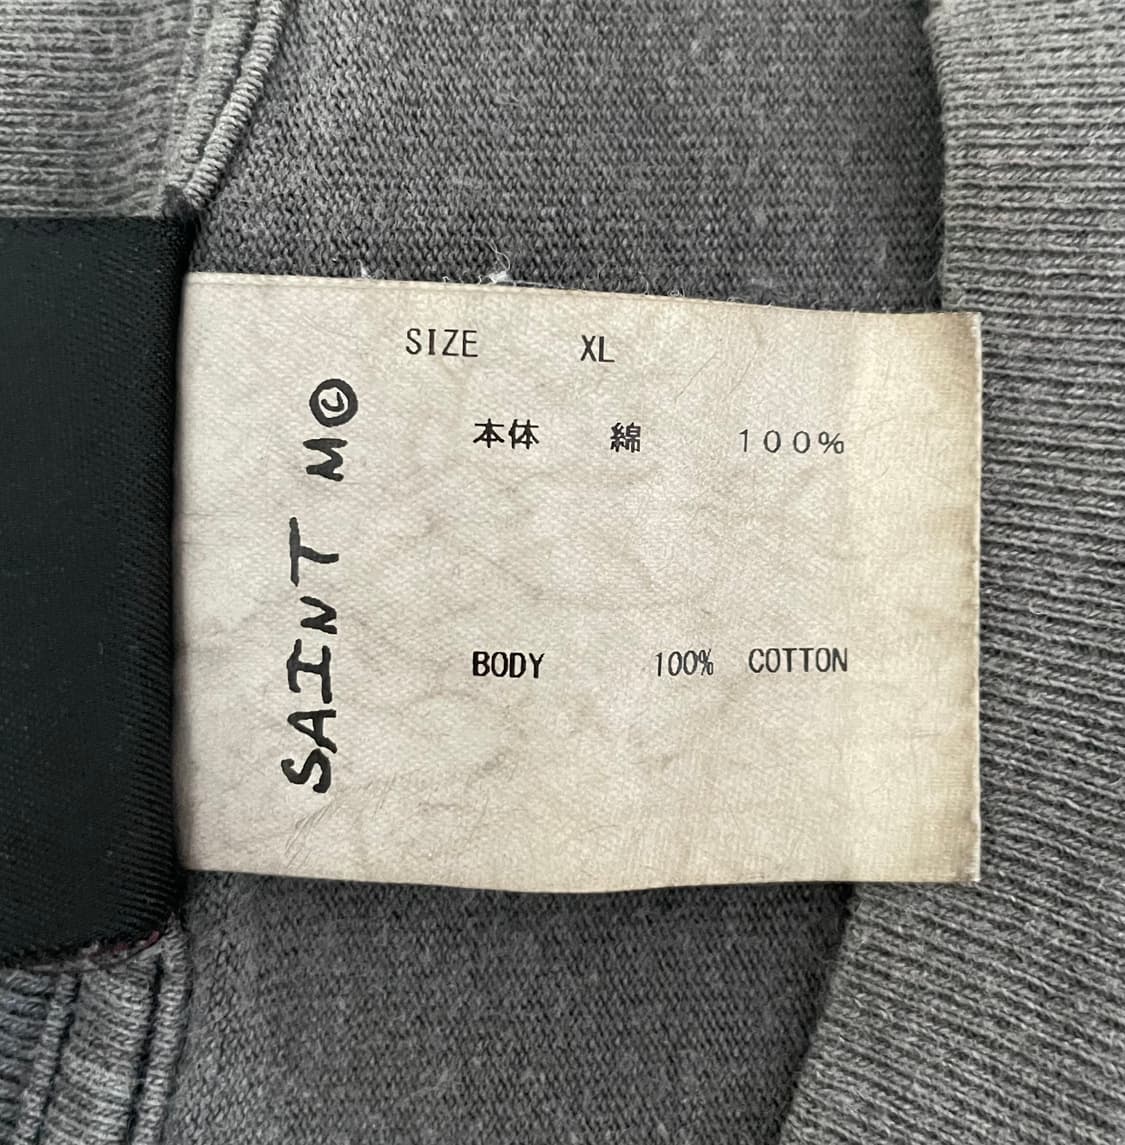 SIZE XL
本体 綿 １００％
BODY 100% COTTON
SAINT M©